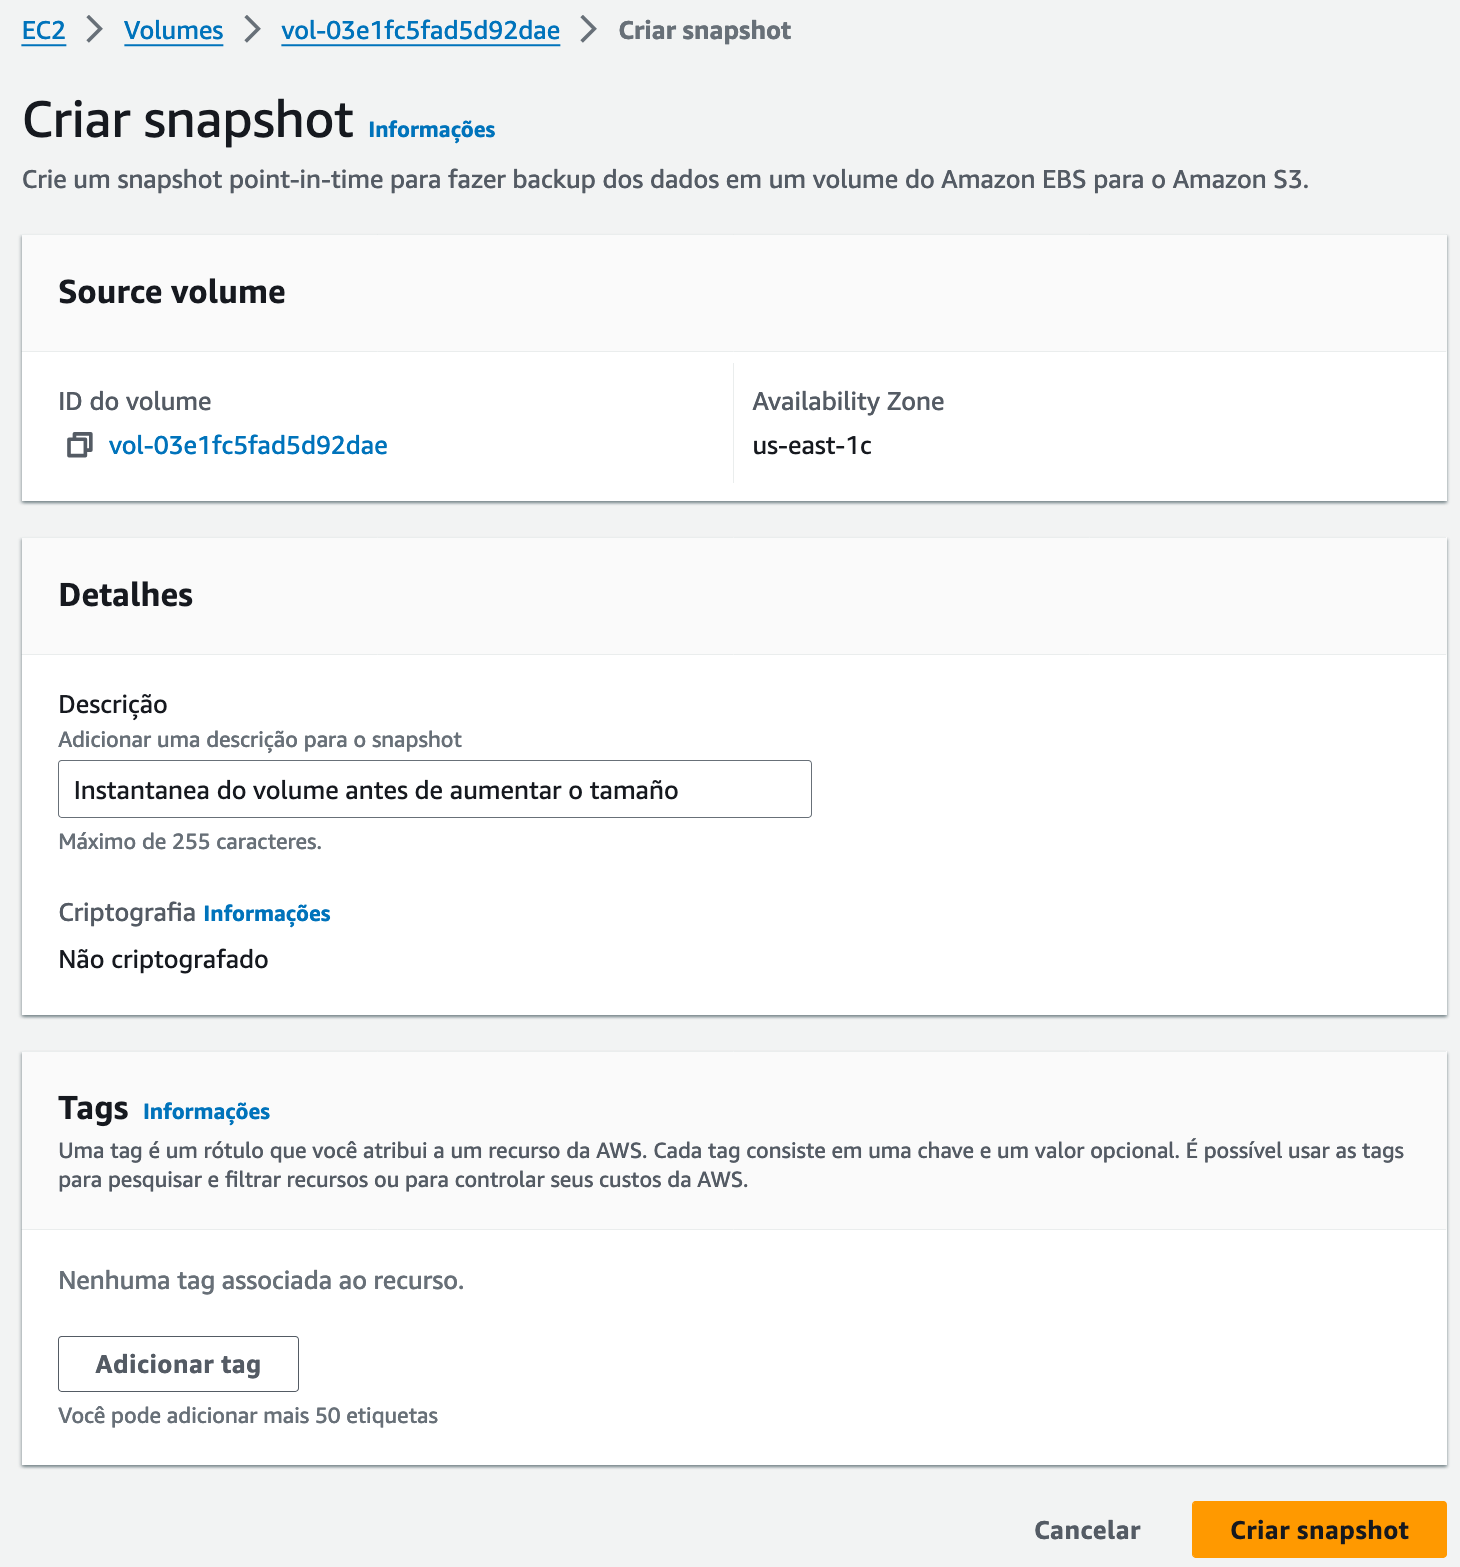 EC2 > Volumes > vol-03e1fc5fad5d92dae > Criar snapshot
Criar snapshot Informações
Crie um snapshot point-in-time para fazer backup dos dados em um volume do Amazon EBS para o Amazon S3.
Source volume
ID do volume
vol-03e1fc5fad5d92dae
Availability Zone
us-east-1c
Detalhes
Descrição
Adicionar uma descrição para o snapshot
Instantanea do volume antes de aumentar o tamaño
Máximo de 255 caracteres.
Criptografia Informações
Não criptografado
Tags Informações
Uma tag é um rótulo que você atribui a um recurso da AWS. Cada tag consiste em uma chave e um valor opcional. É possível usar as tags
para pesquisar e filtrar recursos ou para controlar seus custos da AWS.
Nenhuma tag associada ao recurso.
Adicionar tag
Você pode adicionar mais 50 etiquetas
Cancelar
Criar snapshot